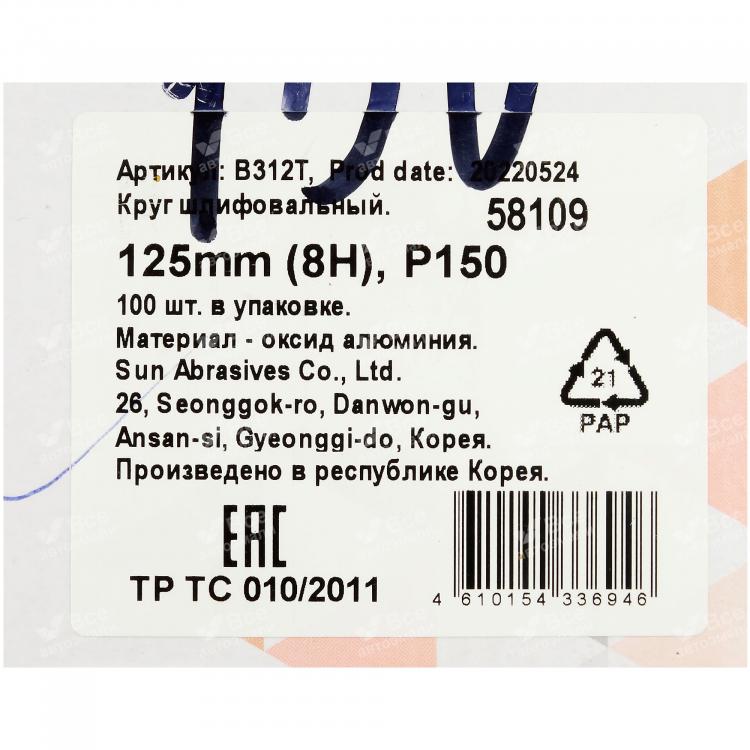 150
Артикул: B312T, Prod date: 20220524
Круг шлифовальный.
58109
125mm (8H), P150
100 шт. в упаковке.
Материал - оксид алюминия.
Sun Abrasives Co., Ltd.
26, Seonggok-ro, Danwon-gu,
Ansan-si, Gyeonggi-do, Корея.
Произведено в республике Корея.
21
PAP
EAC
ТР ТС 010/2011
4 610154 336946